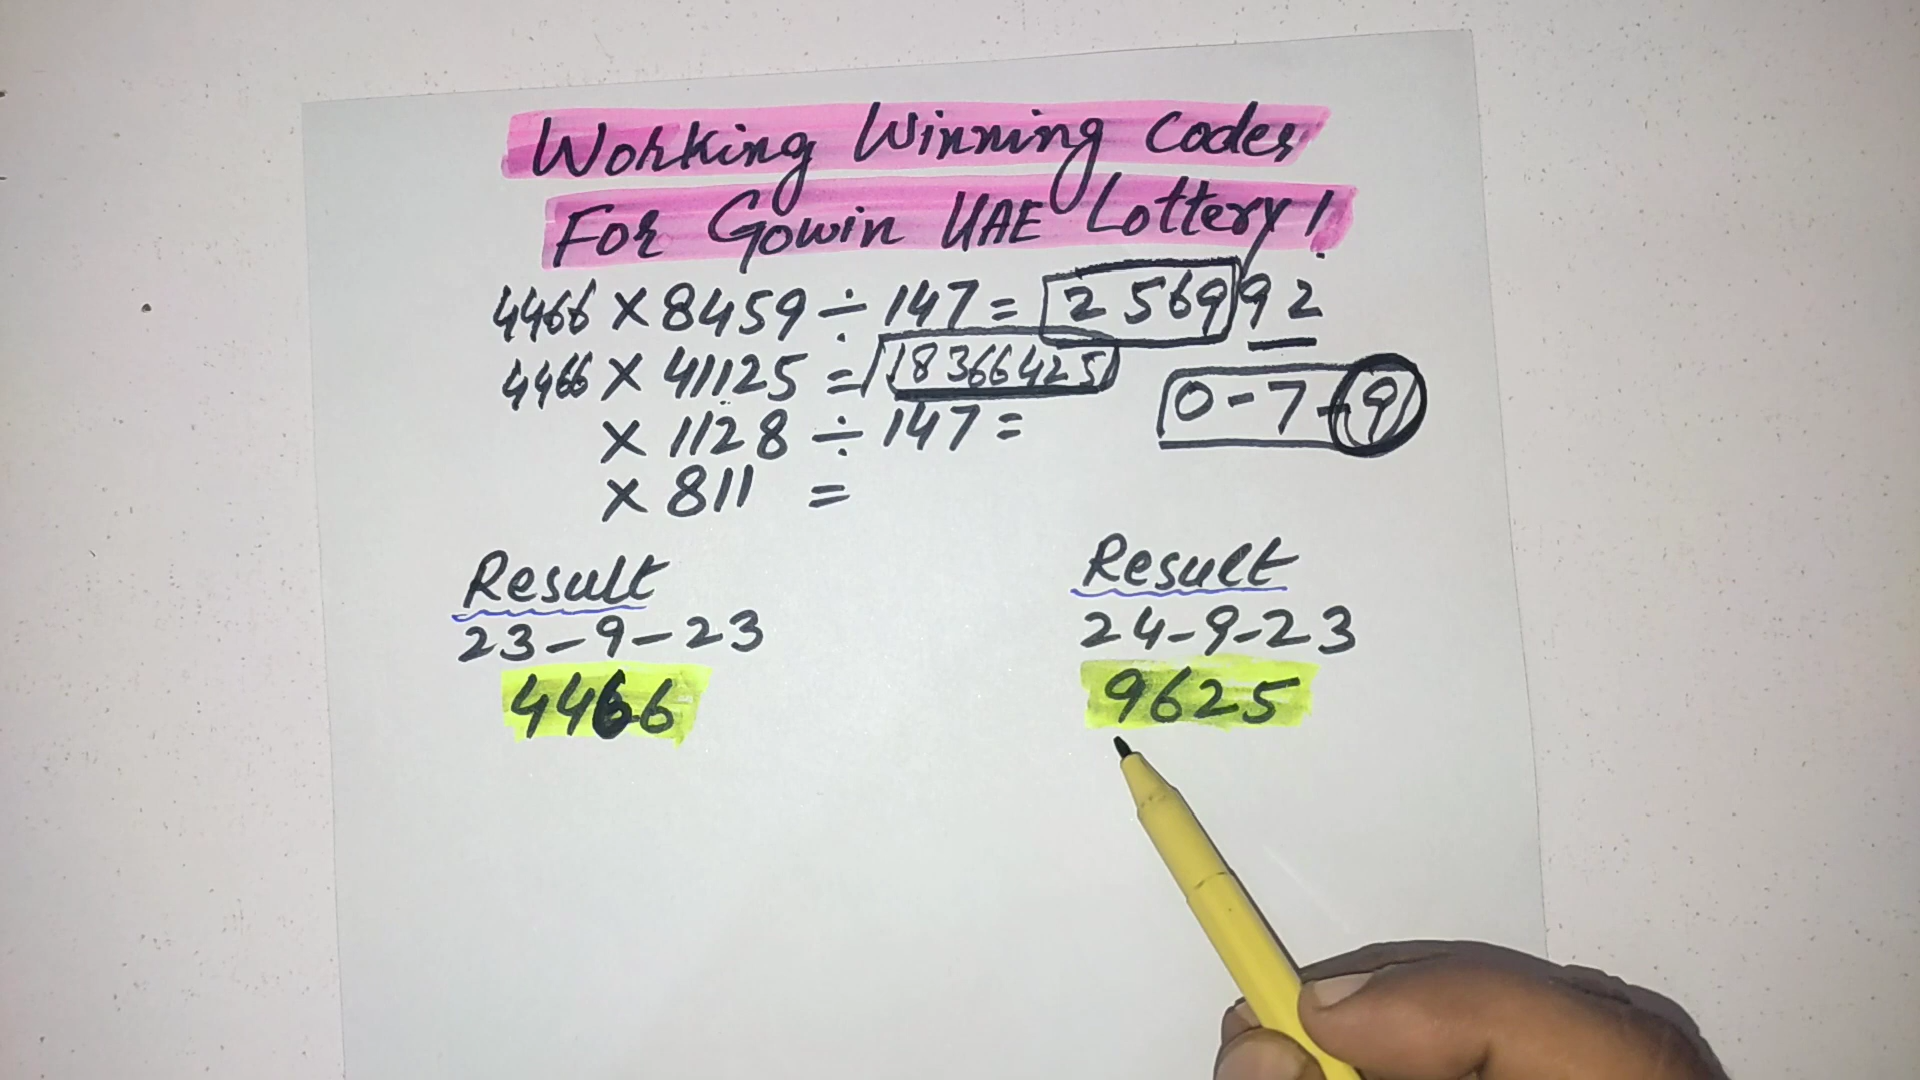 Working Winning Codes
For Gowin UAE Lottery!
4466 × 8459 ÷ 147 = 256992
4466 × 41125 = 18366425
× 1128 ÷ 147 =
0-7-9
× 811 =
Result
23-9-23
4466
Result
24-9-23
9625